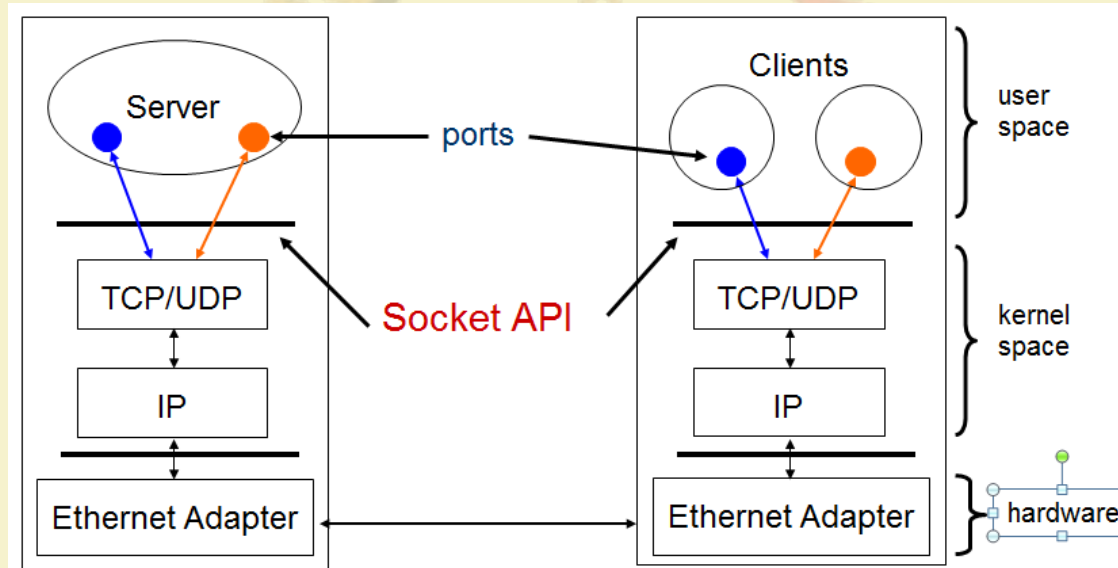 Server
ports
Clients
user
space
Socket API
TCP/UDP
TCP/UDP
kernel
space
IP
IP
Ethernet Adapter
Ethernet Adapter
hardware